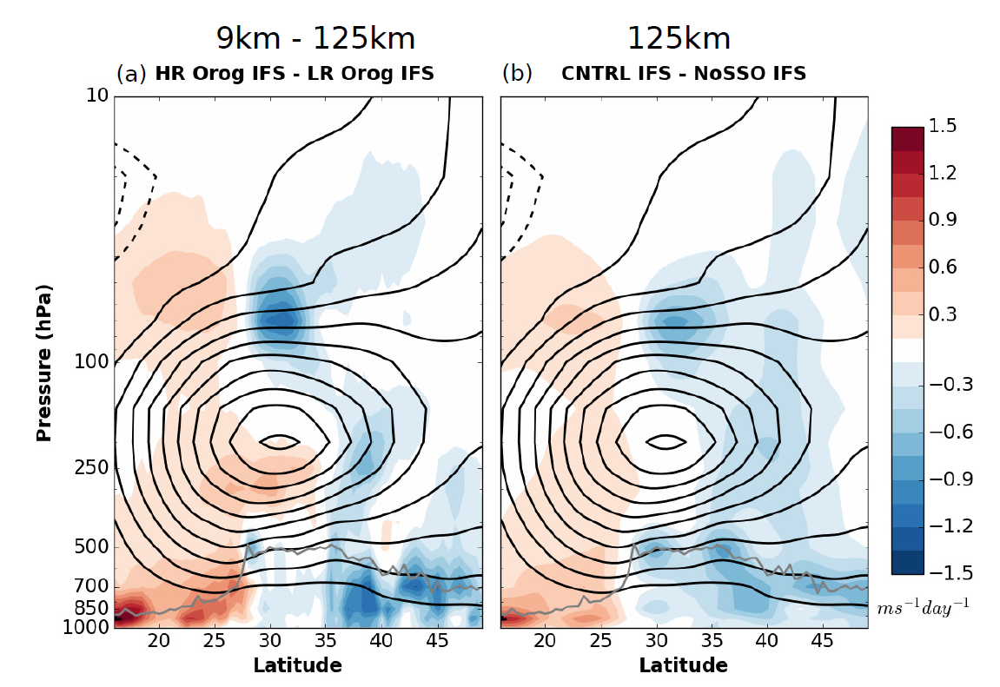 9km - 125km
125km
(a) HR Orog IFS - LR Orog IFS
(b) CNTRL IFS - NoSSO IFS
Pressure (hPa)
10
100
250
500
700
850
1000
20 25 30 35 40 45
20 25 30 35 40 45
Latitude
Latitude
1.5
1.2
0.9
0.6
0.3
−0.3
−0.6
−0.9
−1.2
−1.5
ms⁻¹day⁻¹